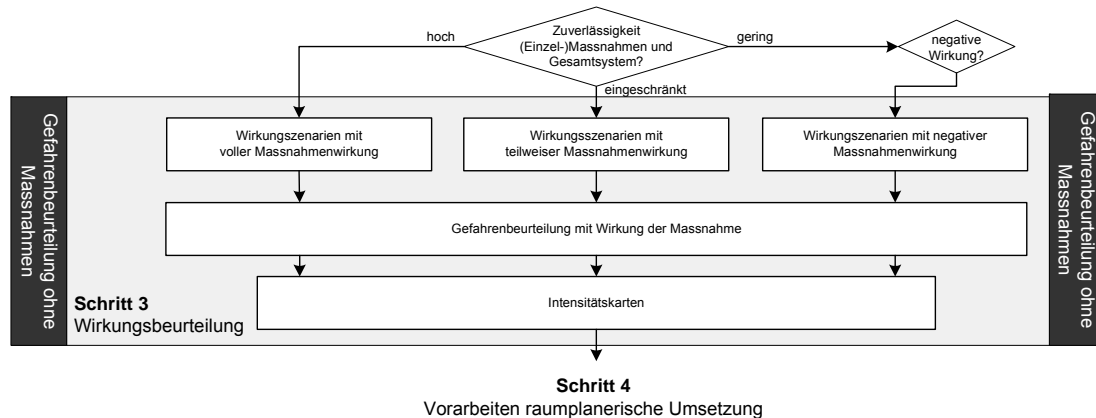 Zuverlässigkeit
(Einzel-)Massnahmen und
Gesamtsystem?
hoch
gering
negative
Wirkung?
eingeschränkt
Gefahrenbeurteilung ohne
Massnahmen
Wirkungszenarien mit
voller Massnahmenwirkung
Wirkungsszenarien mit
teilweiser Massnahmenwirkung
Wirkungszenarien mit negativer
Massnahmenwirkung
Gefahrenbeurteilung ohne
Massnahmen
Gefahrenbeurteilung mit Wirkung der Massnahme
Intensitätskarten
Schritt 3
Wirkungsbeurteilung
Schritt 4
Vorarbeiten raumplanerische Umsetzung